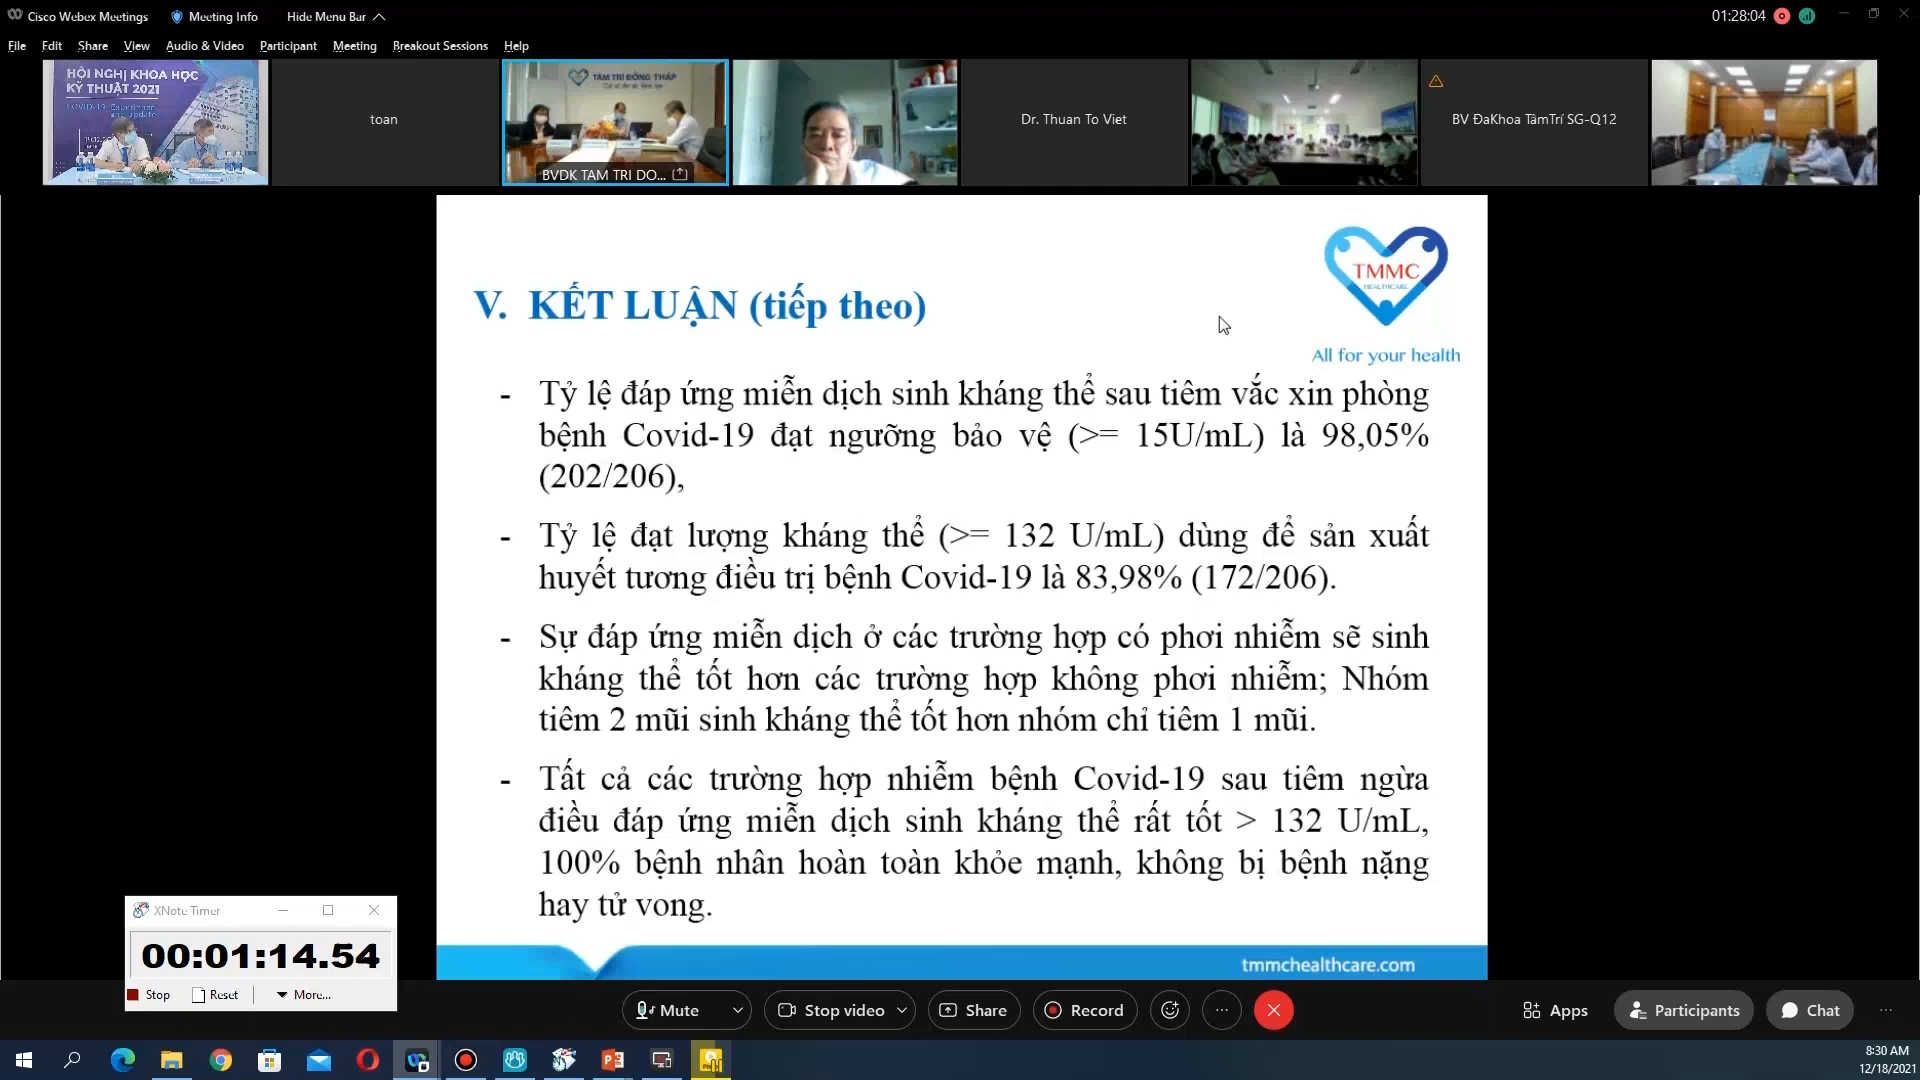 Cisco Webex Meetings
Meeting Info
Hide Menu Bar
01:28:04
File Edit Share View Audio & Video Participant Meeting Breakout Sessions Help
HỘI NGHỊ KHOA HỌC
KỸ THUẬT 2021
toan
TÂM TRÍ ĐỒNG THÁP
BVDK TAM TRI DO...
Dr. Thuan To Viet
BV ĐaKhoa TâmTrí SG-Q12
TMMC
HEALTHCARE
All for your health
V. KẾT LUẬN (tiếp theo)
- Tỷ lệ đáp ứng miễn dịch sinh kháng thể sau tiêm vắc xin phòng
bệnh Covid-19 đạt ngưỡng bảo vệ (>= 15U/mL) là 98,05%
(202/206),
- Tỷ lệ đạt lượng kháng thể (>= 132 U/mL) dùng để sản xuất
huyết tương điều trị bệnh Covid-19 là 83,98% (172/206).
- Sự đáp ứng miễn dịch ở các trường hợp có phơi nhiễm sẽ sinh
kháng thể tốt hơn các trường hợp không phơi nhiễm; Nhóm
tiêm 2 mũi sinh kháng thể tốt hơn nhóm chỉ tiêm 1 mũi.
- Tất cả các trường hợp nhiễm bệnh Covid-19 sau tiêm ngừa
điều đáp ứng miễn dịch sinh kháng thể rất tốt > 132 U/mL,
100% bệnh nhân hoàn toàn khỏe mạnh, không bị bệnh nặng
hay tử vong.
tmmchealthcare.com
XNote Timer
00:01:14.54
Stop Reset More...
Mute Stop video Share Record
Apps Participants Chat
8:30 AM
12/18/2021